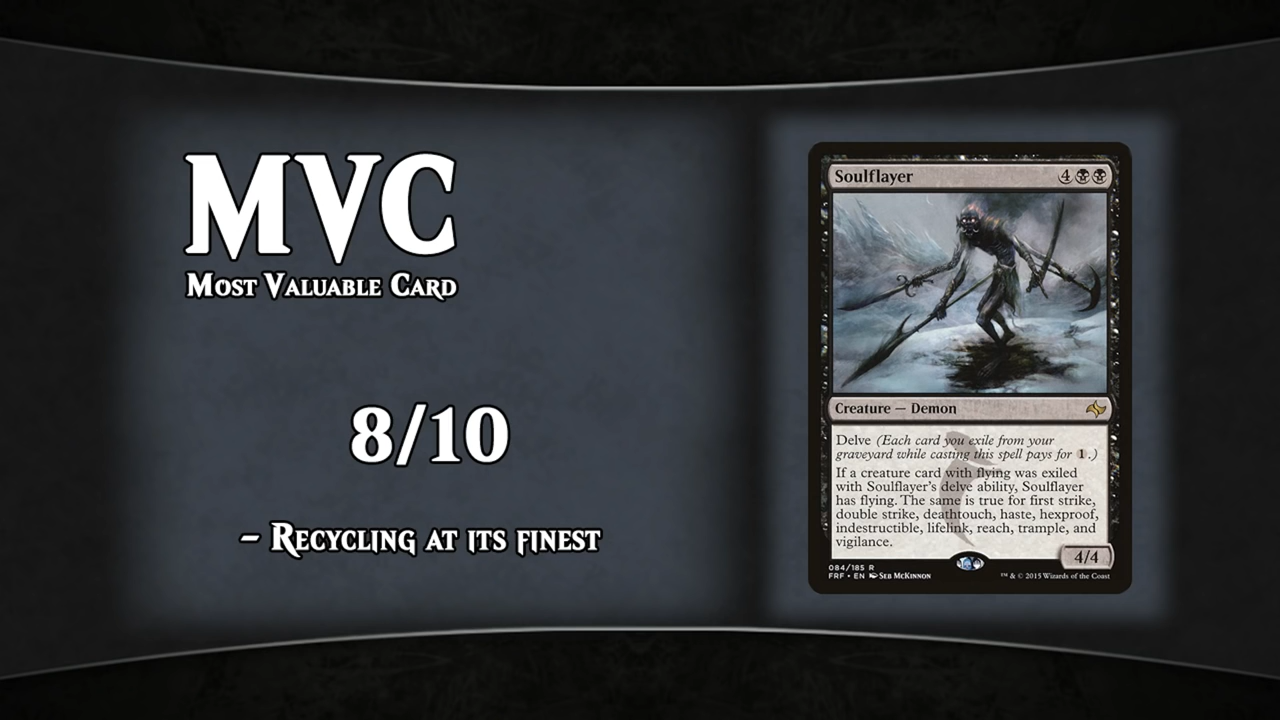 MVC
Most Valuable Card
8/10
– Recycling at its finest
Soulflayer 4
Creature — Demon
Delve (Each card you exile from your
graveyard while casting this spell pays for 1.)
If a creature card with flying was exiled
with Soulflayer's delve ability, Soulflayer
has flying. The same is true for first strike,
double strike, deathtouch, haste, hexproof,
indestructible, lifelink, reach, trample, and
vigilance.
4/4
084/185 R
FRF • EN Seb McKinnon
™ & © 2015 Wizards of the Coast